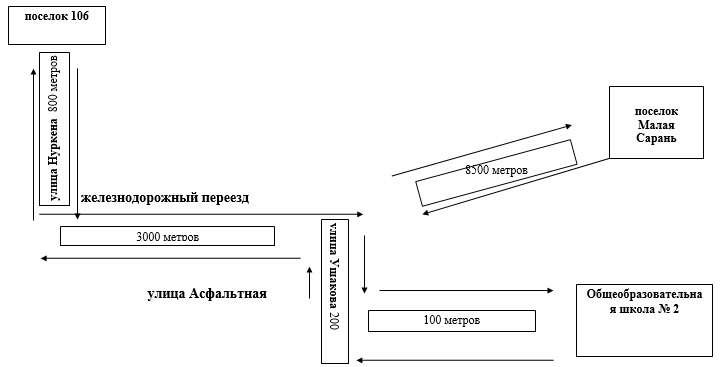 поселок 106
улица Нуркена 800 метров
поселок
Малая
Сарань
8500 метров
железнодорожный переезд
3000 метров
улица Ушакова 200
улица Асфальтная
Общеобразовательна
я школа № 2
100 метров